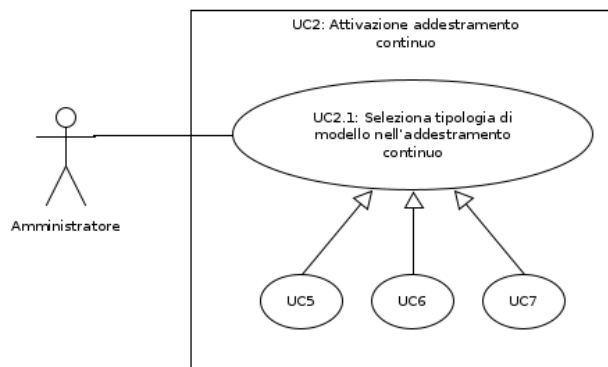 UC2: Attivazione addestramento
continuo
UC2.1: Seleziona tipologia di
modello nell'addestramento
continuo
Amministratore
UC5
UC6
UC7